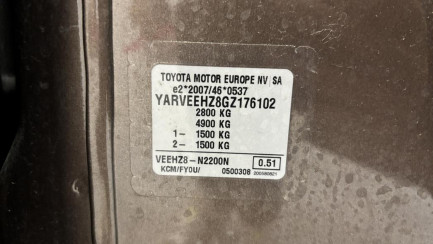 TOYOTA MOTOR EUROPE NV/SA
e2*2007/46*0537
YARVEEHZ8GZ176102
2800 KG
4900 KG
1- 1500 KG
2- 1500 KG
VEEHZ8-N2200N 0.51
KCM/FY0U/ 0500308